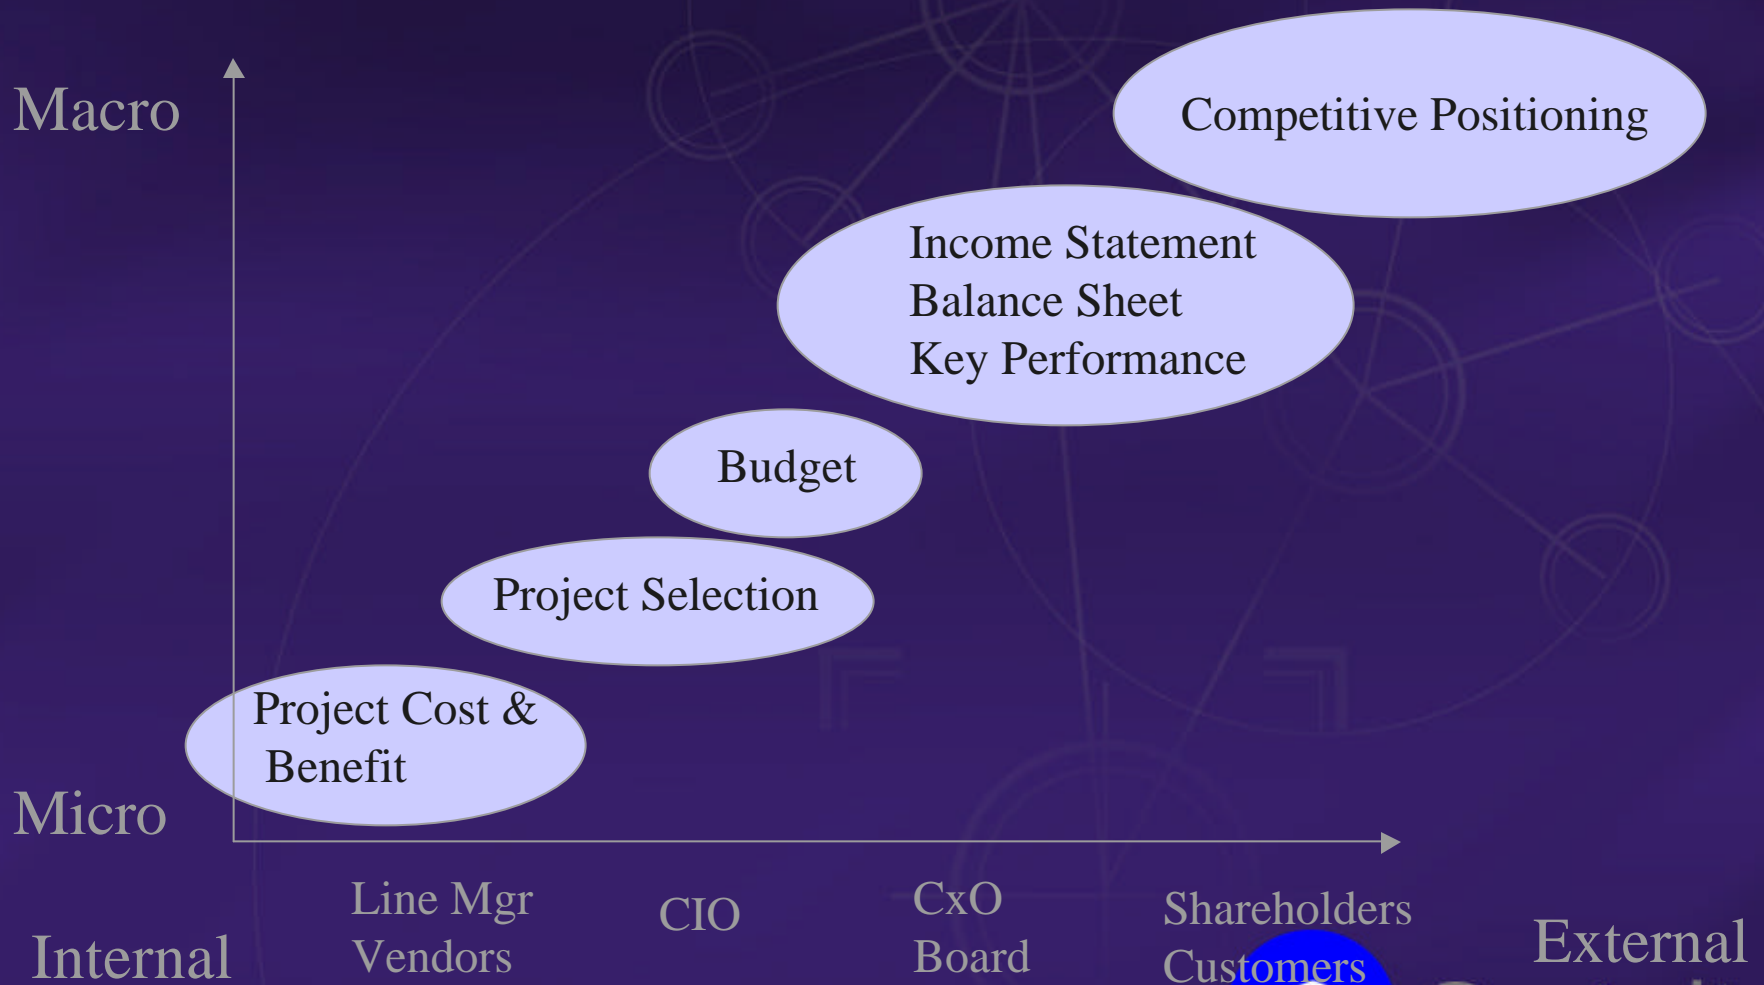 Macro
Competitive Positioning
Income Statement
Balance Sheet
Key Performance
Budget
Project Selection
Project Cost &
Benefit
Micro
Line Mgr
Vendors
CIO
CxO
Board
Shareholders
Customers
Internal
External